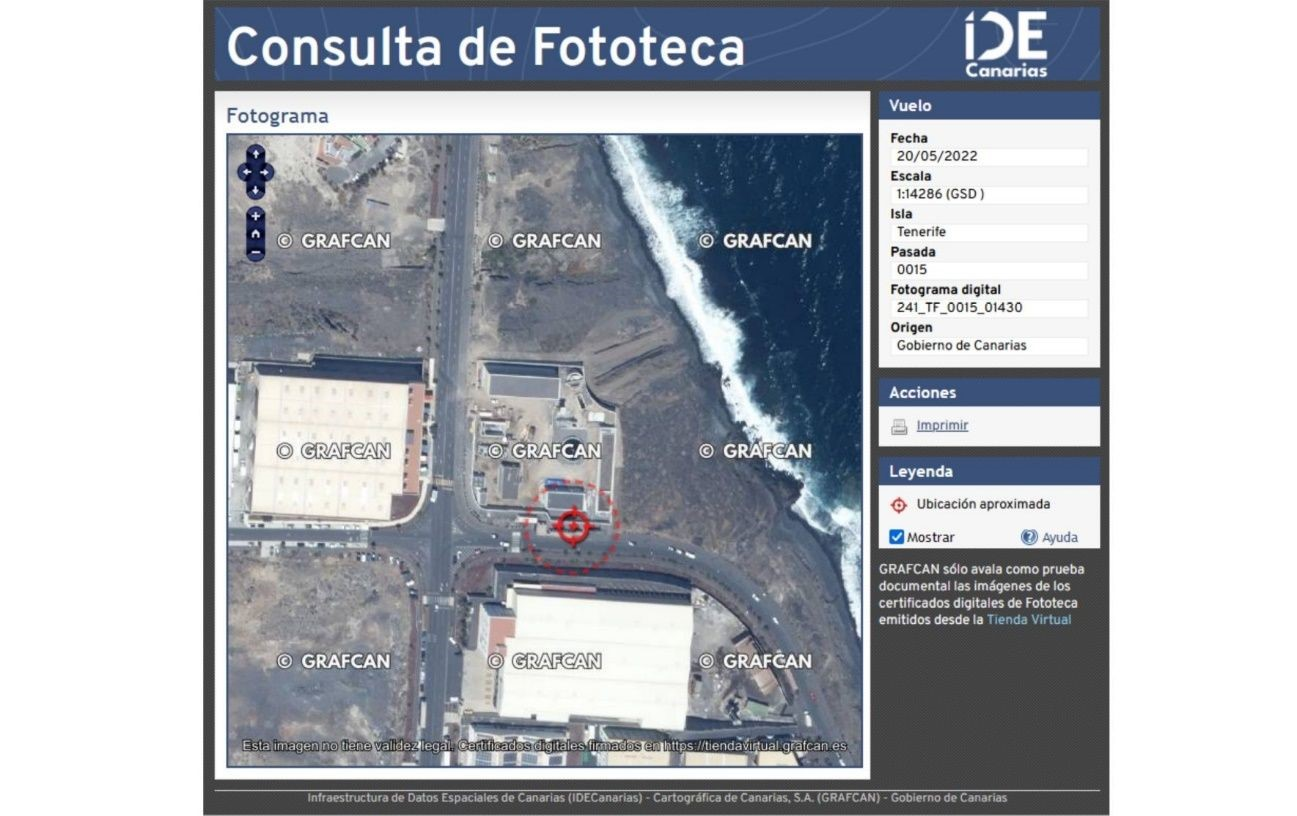 Consulta de Fototeca
iDE
Canarias
Fotograma
© GRAFCAN © GRAFCAN © GRAFCAN
© GRAFCAN © GRAFCAN © GRAFCAN
© GRAFCAN © GRAFCAN © GRAFCAN
Esta imagen no tiene validez legal. Certificados digitales firmados en https://tiendavirtual.grafcan.es
Vuelo
Fecha
20/05/2022
Escala
1:14286 (GSD )
Isla
Tenerife
Pasada
0015
Fotograma digital
241_TF_0015_01430
Origen
Gobierno de Canarias
Acciones
Imprimir
Leyenda
Ubicación aproximada
Mostrar
Ayuda
GRAFCAN sólo avala como prueba
documental las imágenes de los
certificados digitales de Fototeca
emitidos desde la Tienda Virtual
Infraestructura de Datos Espaciales de Canarias (IDECanarias) - Cartográfica de Canarias, S.A. (GRAFCAN) - Gobierno de Canarias